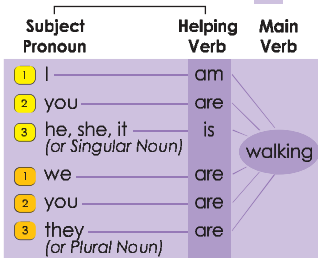 Subject Pronoun Helping Verb Main Verb
1 I am
2 you are
3 he, she, it is
(or Singular Noun)
walking
1 we are
2 you are
3 they are
(or Plural Noun)